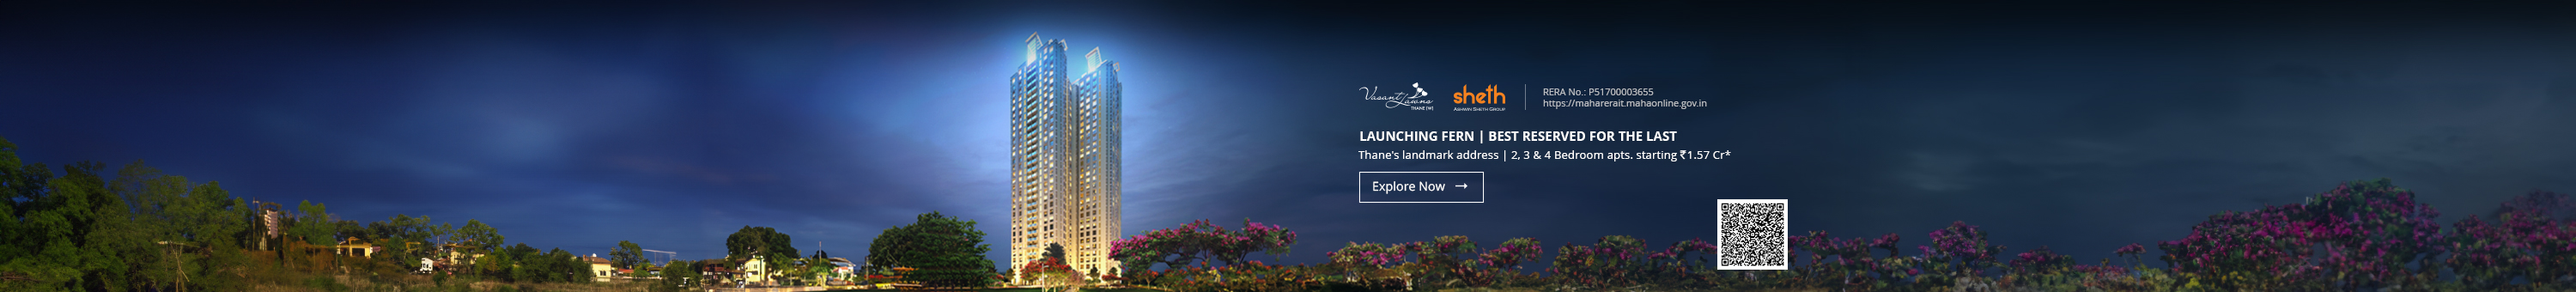 Vasant Lawns
THANE (W)
sheth
ASHWIN SHETH GROUP
RERA No.: P51700003655
https://maharerait.mahaonline.gov.in
LAUNCHING FERN | BEST RESERVED FOR THE LAST
Thane's landmark address | 2, 3 & 4 Bedroom apts. starting ₹1.57 Cr*
Explore Now →